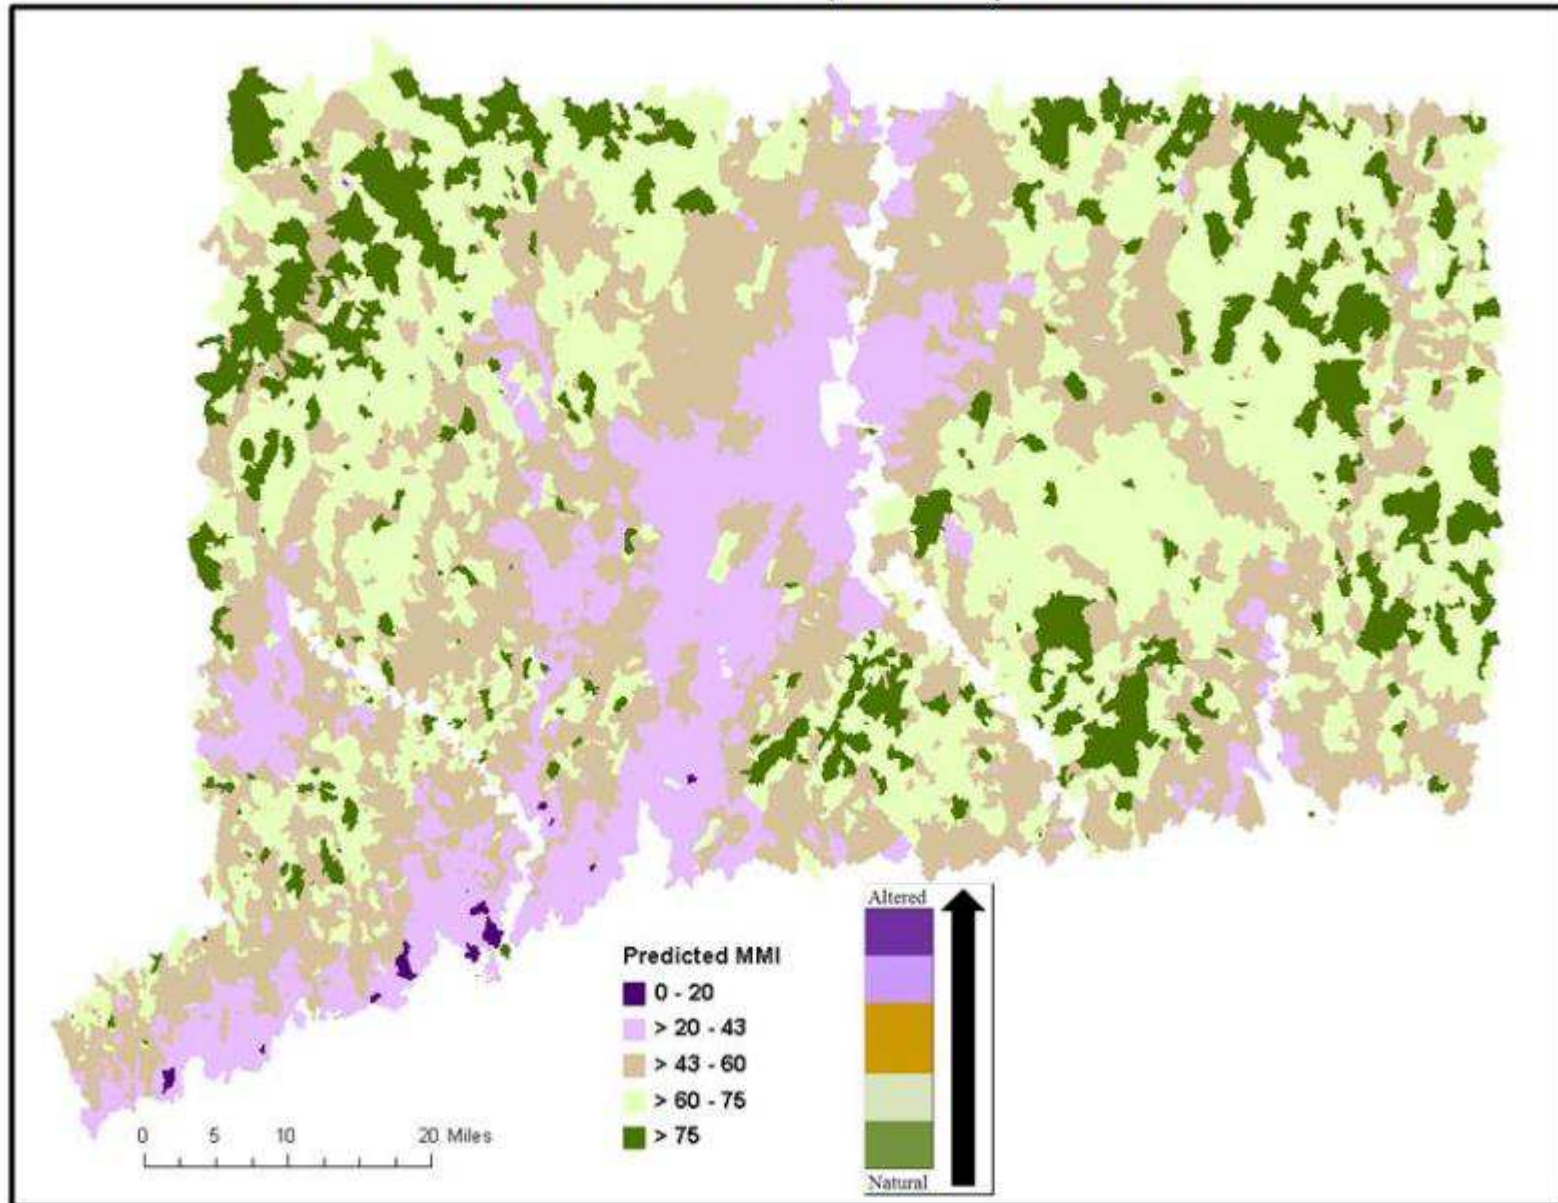 Predicted MMI
0 - 20
> 20 - 43
> 43 - 60
> 60 - 75
> 75
0 5 10 20 Miles
Altered
Natural